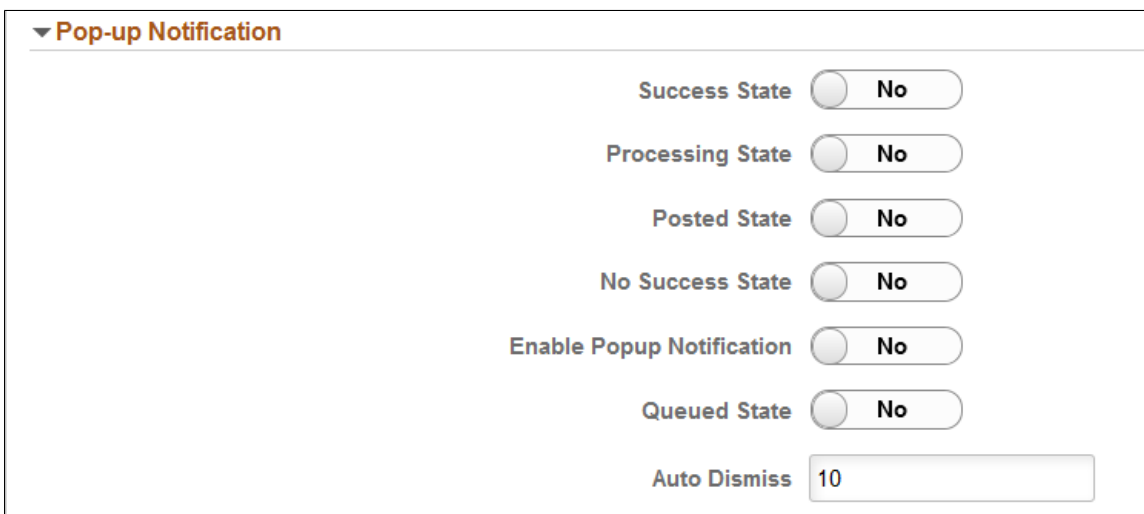 Pop-up Notification
Success State No
Processing State No
Posted State No
No Success State No
Enable Popup Notification No
Queued State No
Auto Dismiss 10